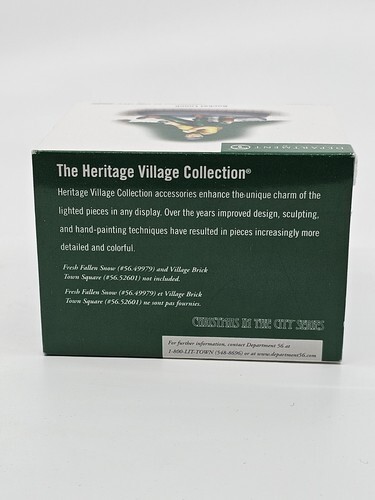 DEPARTMENT 56
The Heritage Village Collection®
Heritage Village Collection accessories enhance the unique charm of the
lighted pieces in any display. Over the years improved design, sculpting,
and hand-painting techniques have resulted in pieces increasingly more
detailed and colorful.
Fresh Fallen Snow (#56.49979) and Village Brick
Town Square (#56.52601) not included.
Fresh Fallen Snow (#56.49979) et Village Brick
Town Square (#56.52601) ne sont pas fournies.
CHRISTMAS IN THE CITY SERIES
For further information, contact Department 56 at
1-800-LIT-TOWN (548-8696) or at www.department56.com